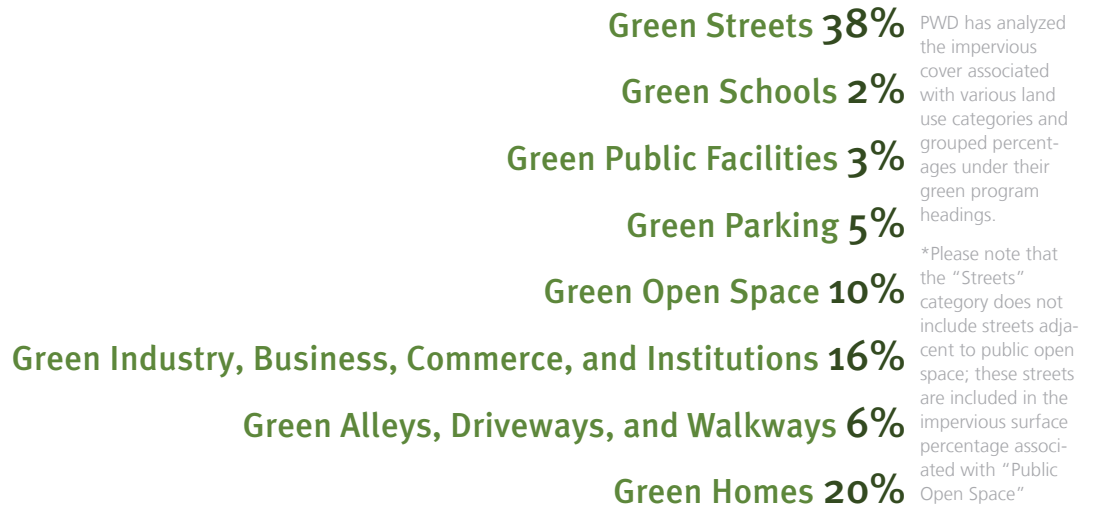 Green Streets 38%
Green Schools 2%
Green Public Facilities 3%
Green Parking 5%
Green Open Space 10%
Green Industry, Business, Commerce, and Institutions 16%
Green Alleys, Driveways, and Walkways 6%
Green Homes 20%
PWD has analyzed
the impervious
cover associated
with various land
use categories and
grouped percent-
ages under their
green program
headings.
*Please note that
the “Streets”
category does not
include streets adja-
cent to public open
space; these streets
are included in the
impervious surface
percentage associ-
ated with “Public
Open Space”